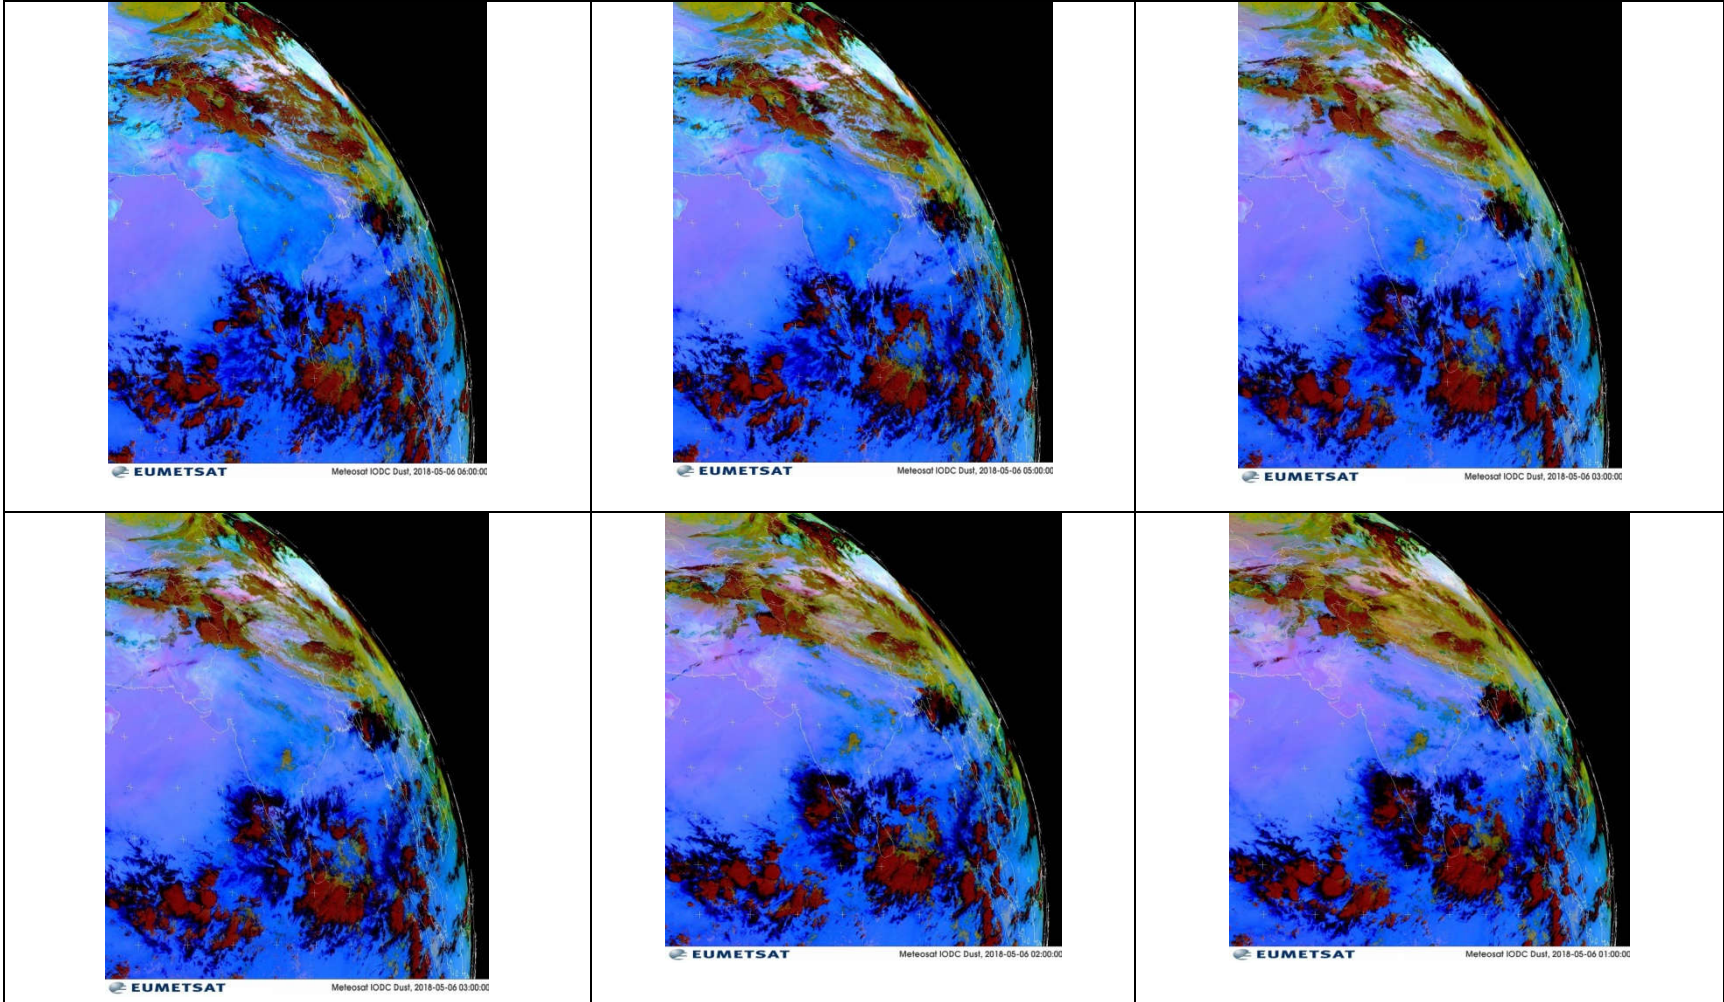 EUMETSAT Meteosat IODC Dust, 2018-05-06 06:00:00
EUMETSAT Meteosat IODC Dust, 2018-05-06 05:00:00
EUMETSAT Meteosat IODC Dust, 2018-05-06 03:00:00
EUMETSAT Meteosat IODC Dust, 2018-05-06 03:00:00
EUMETSAT Meteosat IODC Dust, 2018-05-06 02:00:00
EUMETSAT Meteosat IODC Dust, 2018-05-06 01:00:00